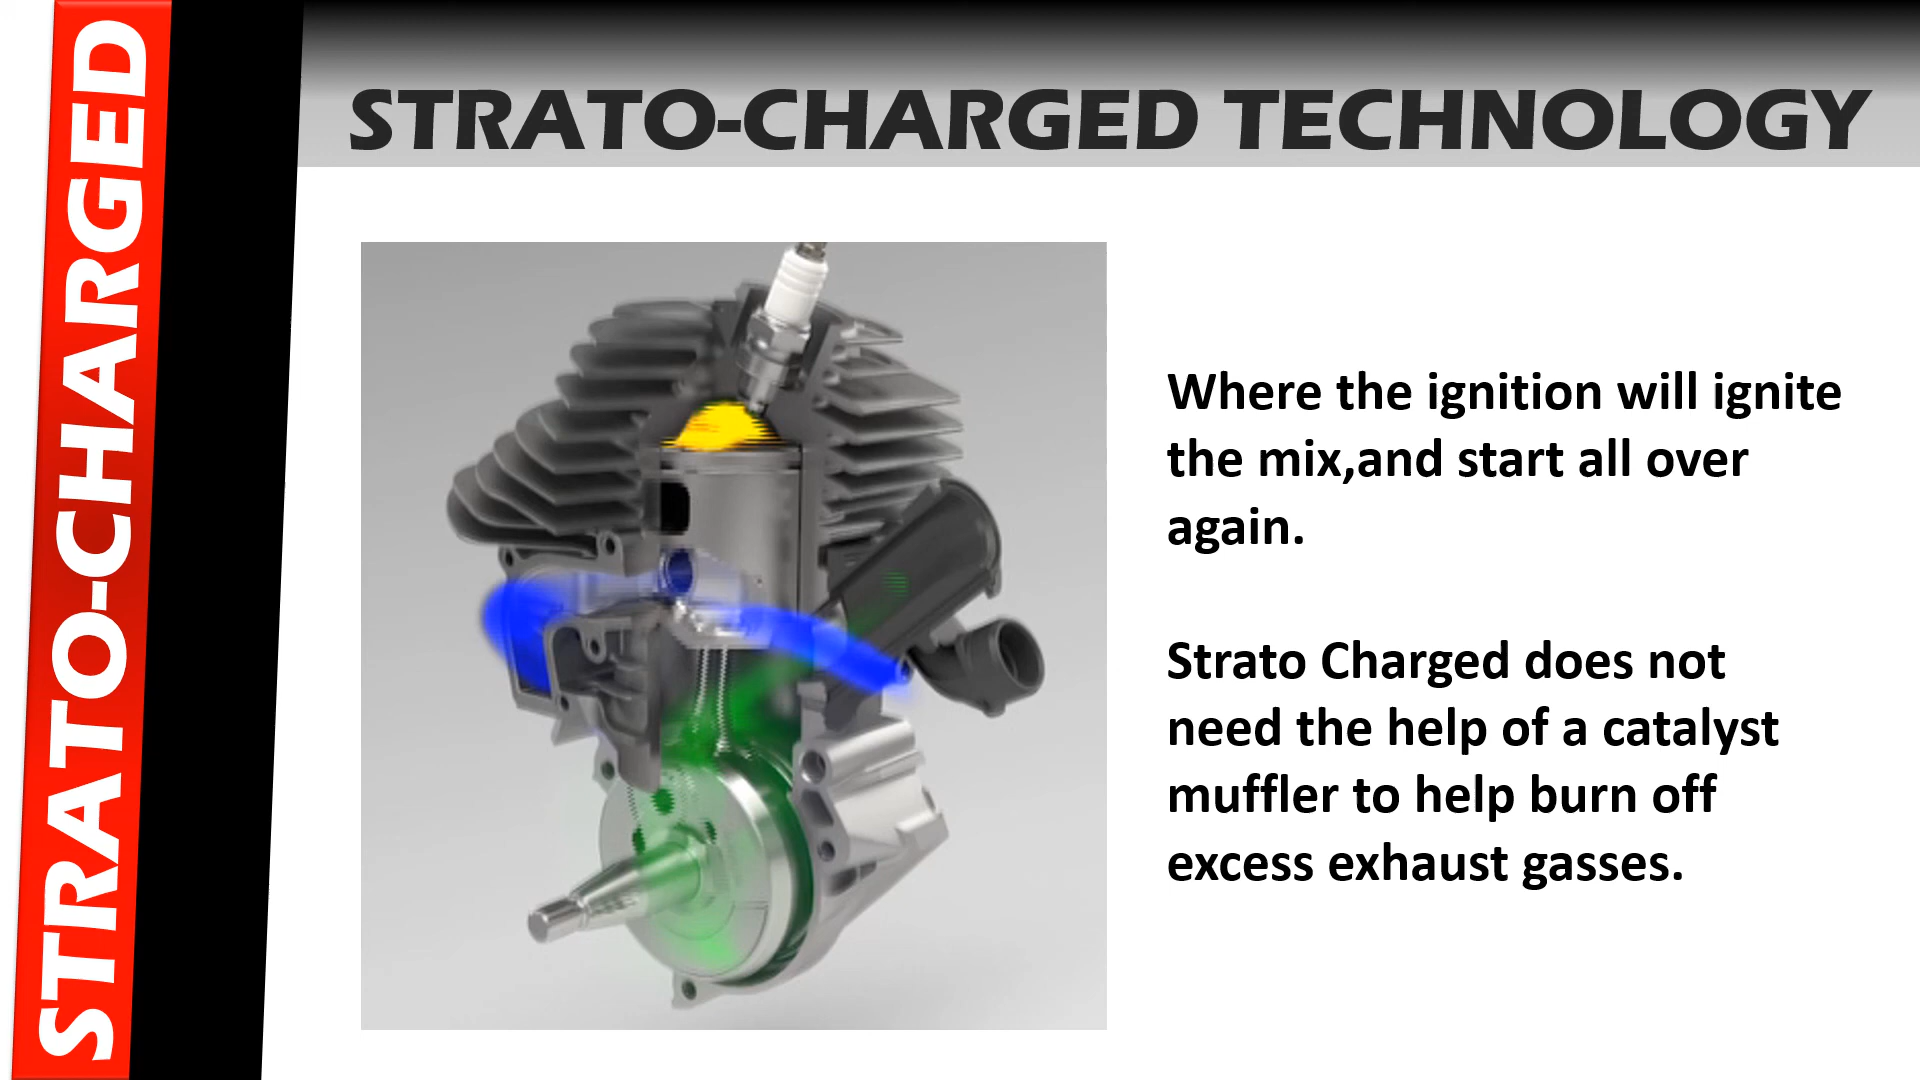 STRATO-CHARGED
STRATO-CHARGED TECHNOLOGY
Where the ignition will ignite
the mix,and start all over
again.
Strato Charged does not
need the help of a catalyst
muffler to help burn off
excess exhaust gasses.